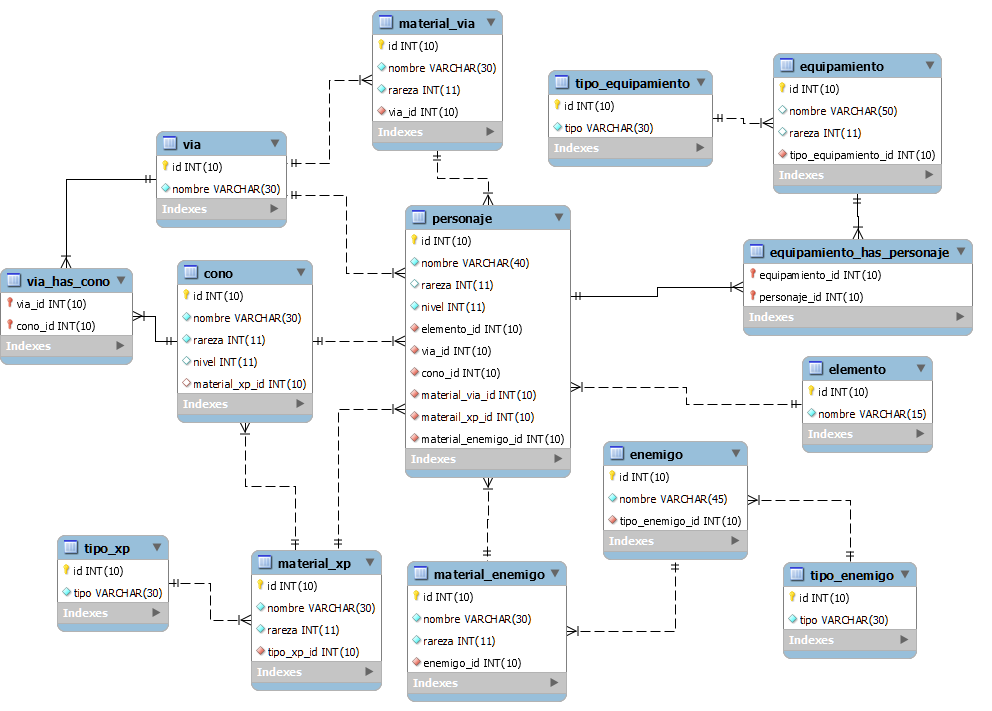 material_via
id INT(10)
nombre VARCHAR(30)
rareza INT(11)
via_id INT(10)
Indexes
tipo_equipamiento
id INT(10)
tipo VARCHAR(30)
Indexes
equipamiento
id INT(10)
nombre VARCHAR(50)
rareza INT(11)
tipo_equipamiento_id INT(10)
Indexes
via
id INT(10)
nombre VARCHAR(30)
Indexes
personaje
id INT(10)
nombre VARCHAR(40)
rareza INT(11)
nivel INT(11)
elemento_id INT(10)
via_id INT(10)
cono_id INT(10)
material_via_id INT(10)
materail_xp_id INT(10)
material_enemigo_id INT(10)
Indexes
equipamiento_has_personaje
equipamiento_id INT(10)
personaje_id INT(10)
Indexes
via_has_cono
via_id INT(10)
cono_id INT(10)
Indexes
cono
id INT(10)
nombre VARCHAR(30)
rareza INT(11)
nivel INT(11)
material_xp_id INT(10)
Indexes
elemento
id INT(10)
nombre VARCHAR(15)
Indexes
enemigo
id INT(10)
nombre VARCHAR(45)
tipo_enemigo_id INT(10)
Indexes
tipo_xp
id INT(10)
tipo VARCHAR(30)
Indexes
material_xp
id INT(10)
nombre VARCHAR(30)
rareza INT(11)
tipo_xp_id INT(10)
Indexes
material_enemigo
id INT(10)
nombre VARCHAR(30)
rareza INT(11)
enemigo_id INT(10)
Indexes
tipo_enemigo
id INT(10)
tipo VARCHAR(30)
Indexes